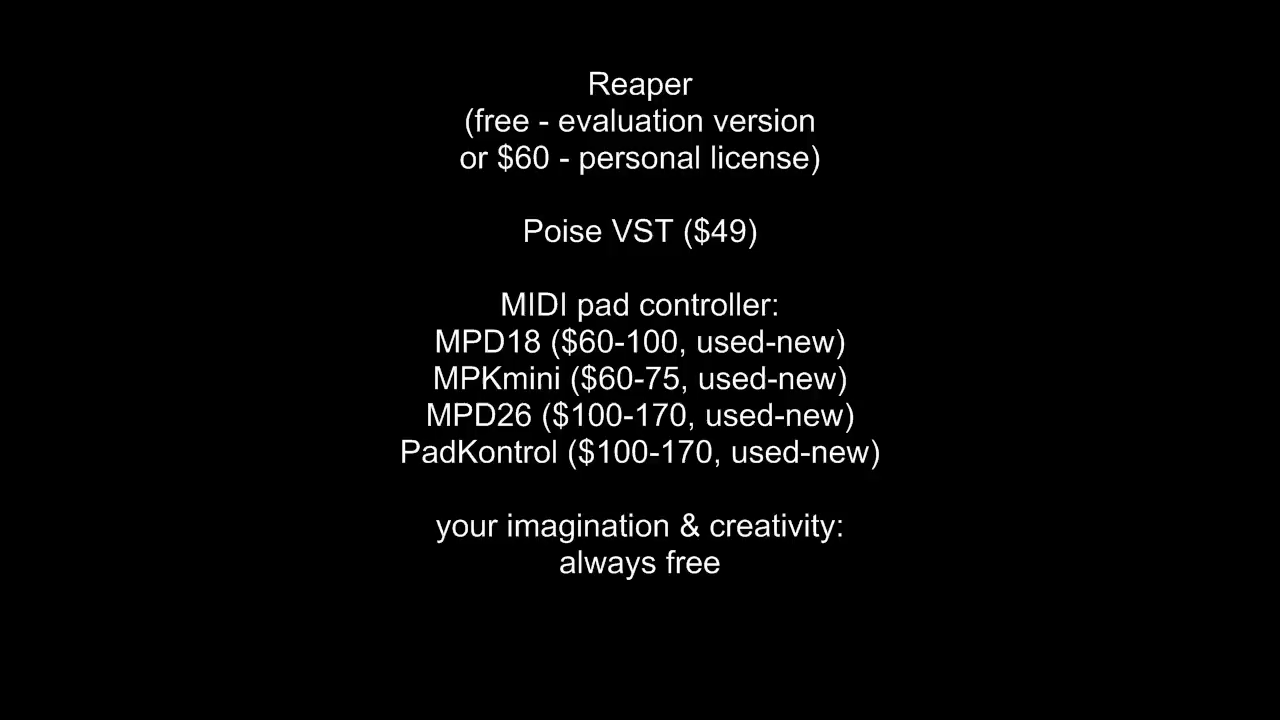 Reaper
(free - evaluation version
or $60 - personal license)
Poise VST ($49)
MIDI pad controller:
MPD18 ($60-100, used-new)
MPKmini ($60-75, used-new)
MPD26 ($100-170, used-new)
PadKontrol ($100-170, used-new)
your imagination & creativity:
always free